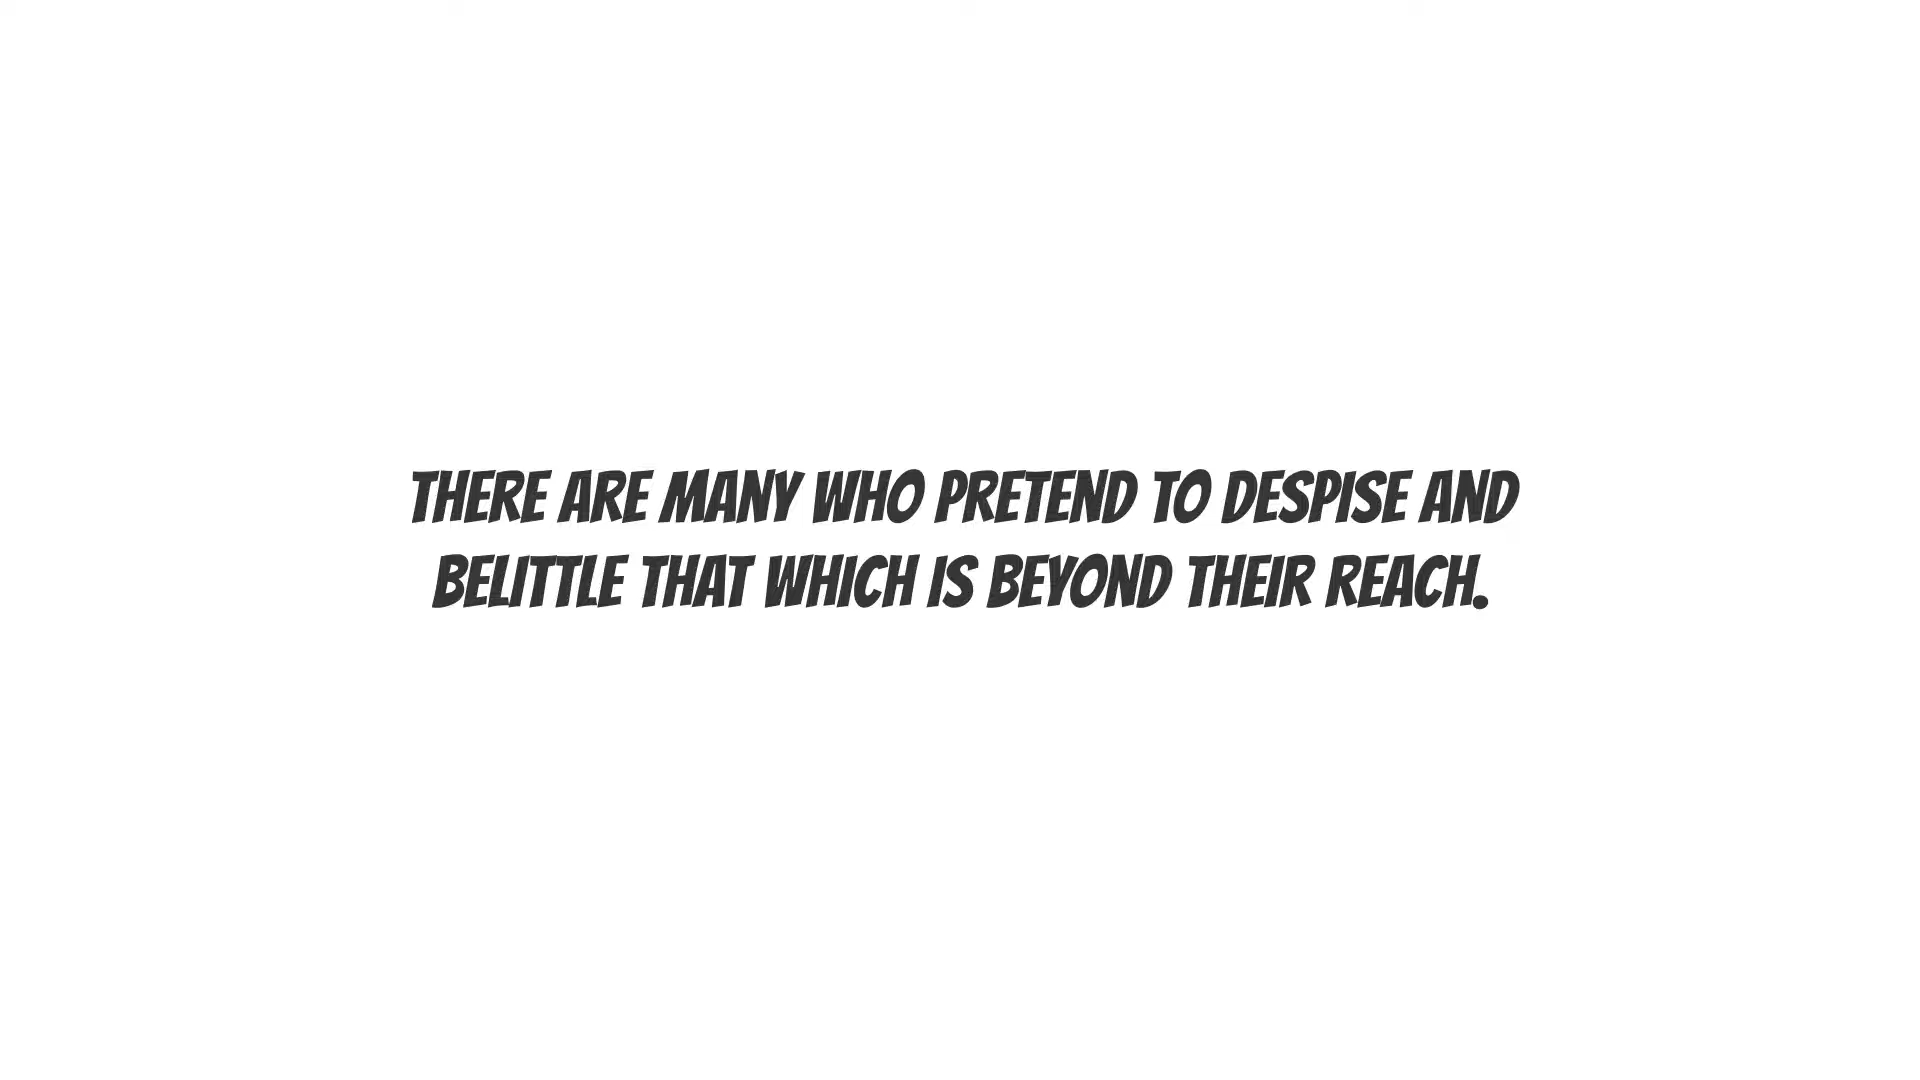 THERE ARE MANY WHO PRETEND TO DESPISE AND
BELITTLE THAT WHICH IS BEYOND THEIR REACH.